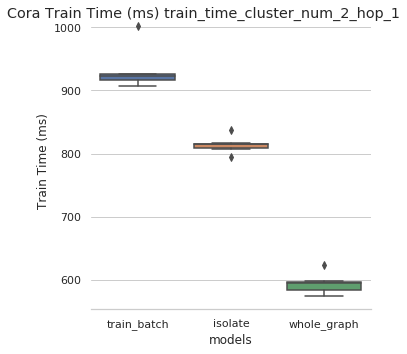 Cora Train Time (ms) train_time_cluster_num_2_hop_1
1000
900
800
700
600
Train Time (ms)
train_batch
isolate
whole_graph
models